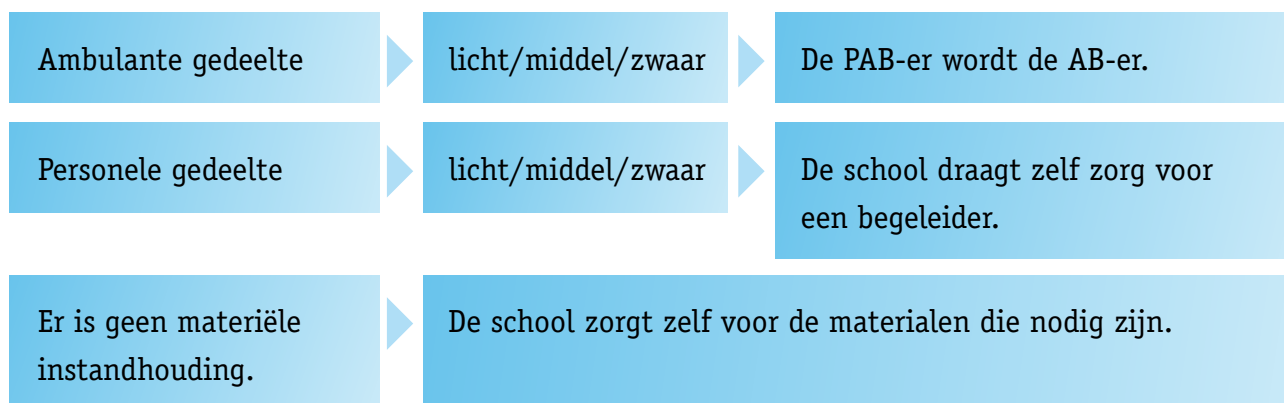 Ambulante gedeelte
licht/middel/zwaar
De PAB-er wordt de AB-er.
Personele gedeelte
licht/middel/zwaar
De school draagt zelf zorg voor
een begeleider.
Er is geen materiële
instandhouding.
De school zorgt zelf voor de materialen die nodig zijn.